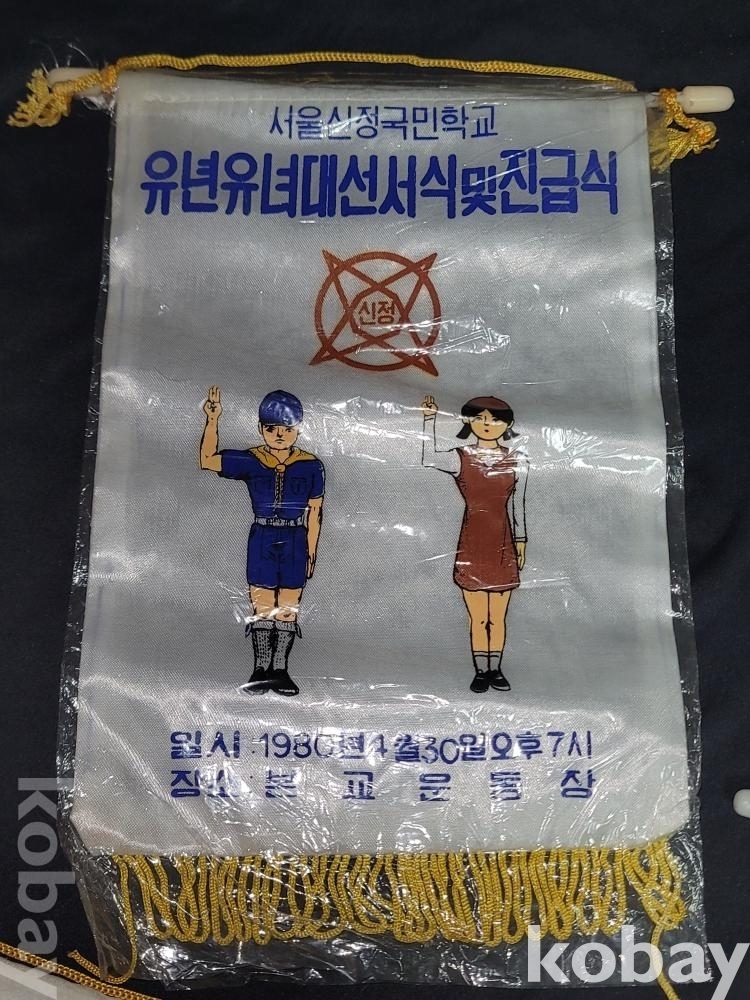 서울신정국민학교
유년유녀대선서식및진급식
신정
일시:1980년4월30일오후7시
장소:본교운동장
kobay
kobay